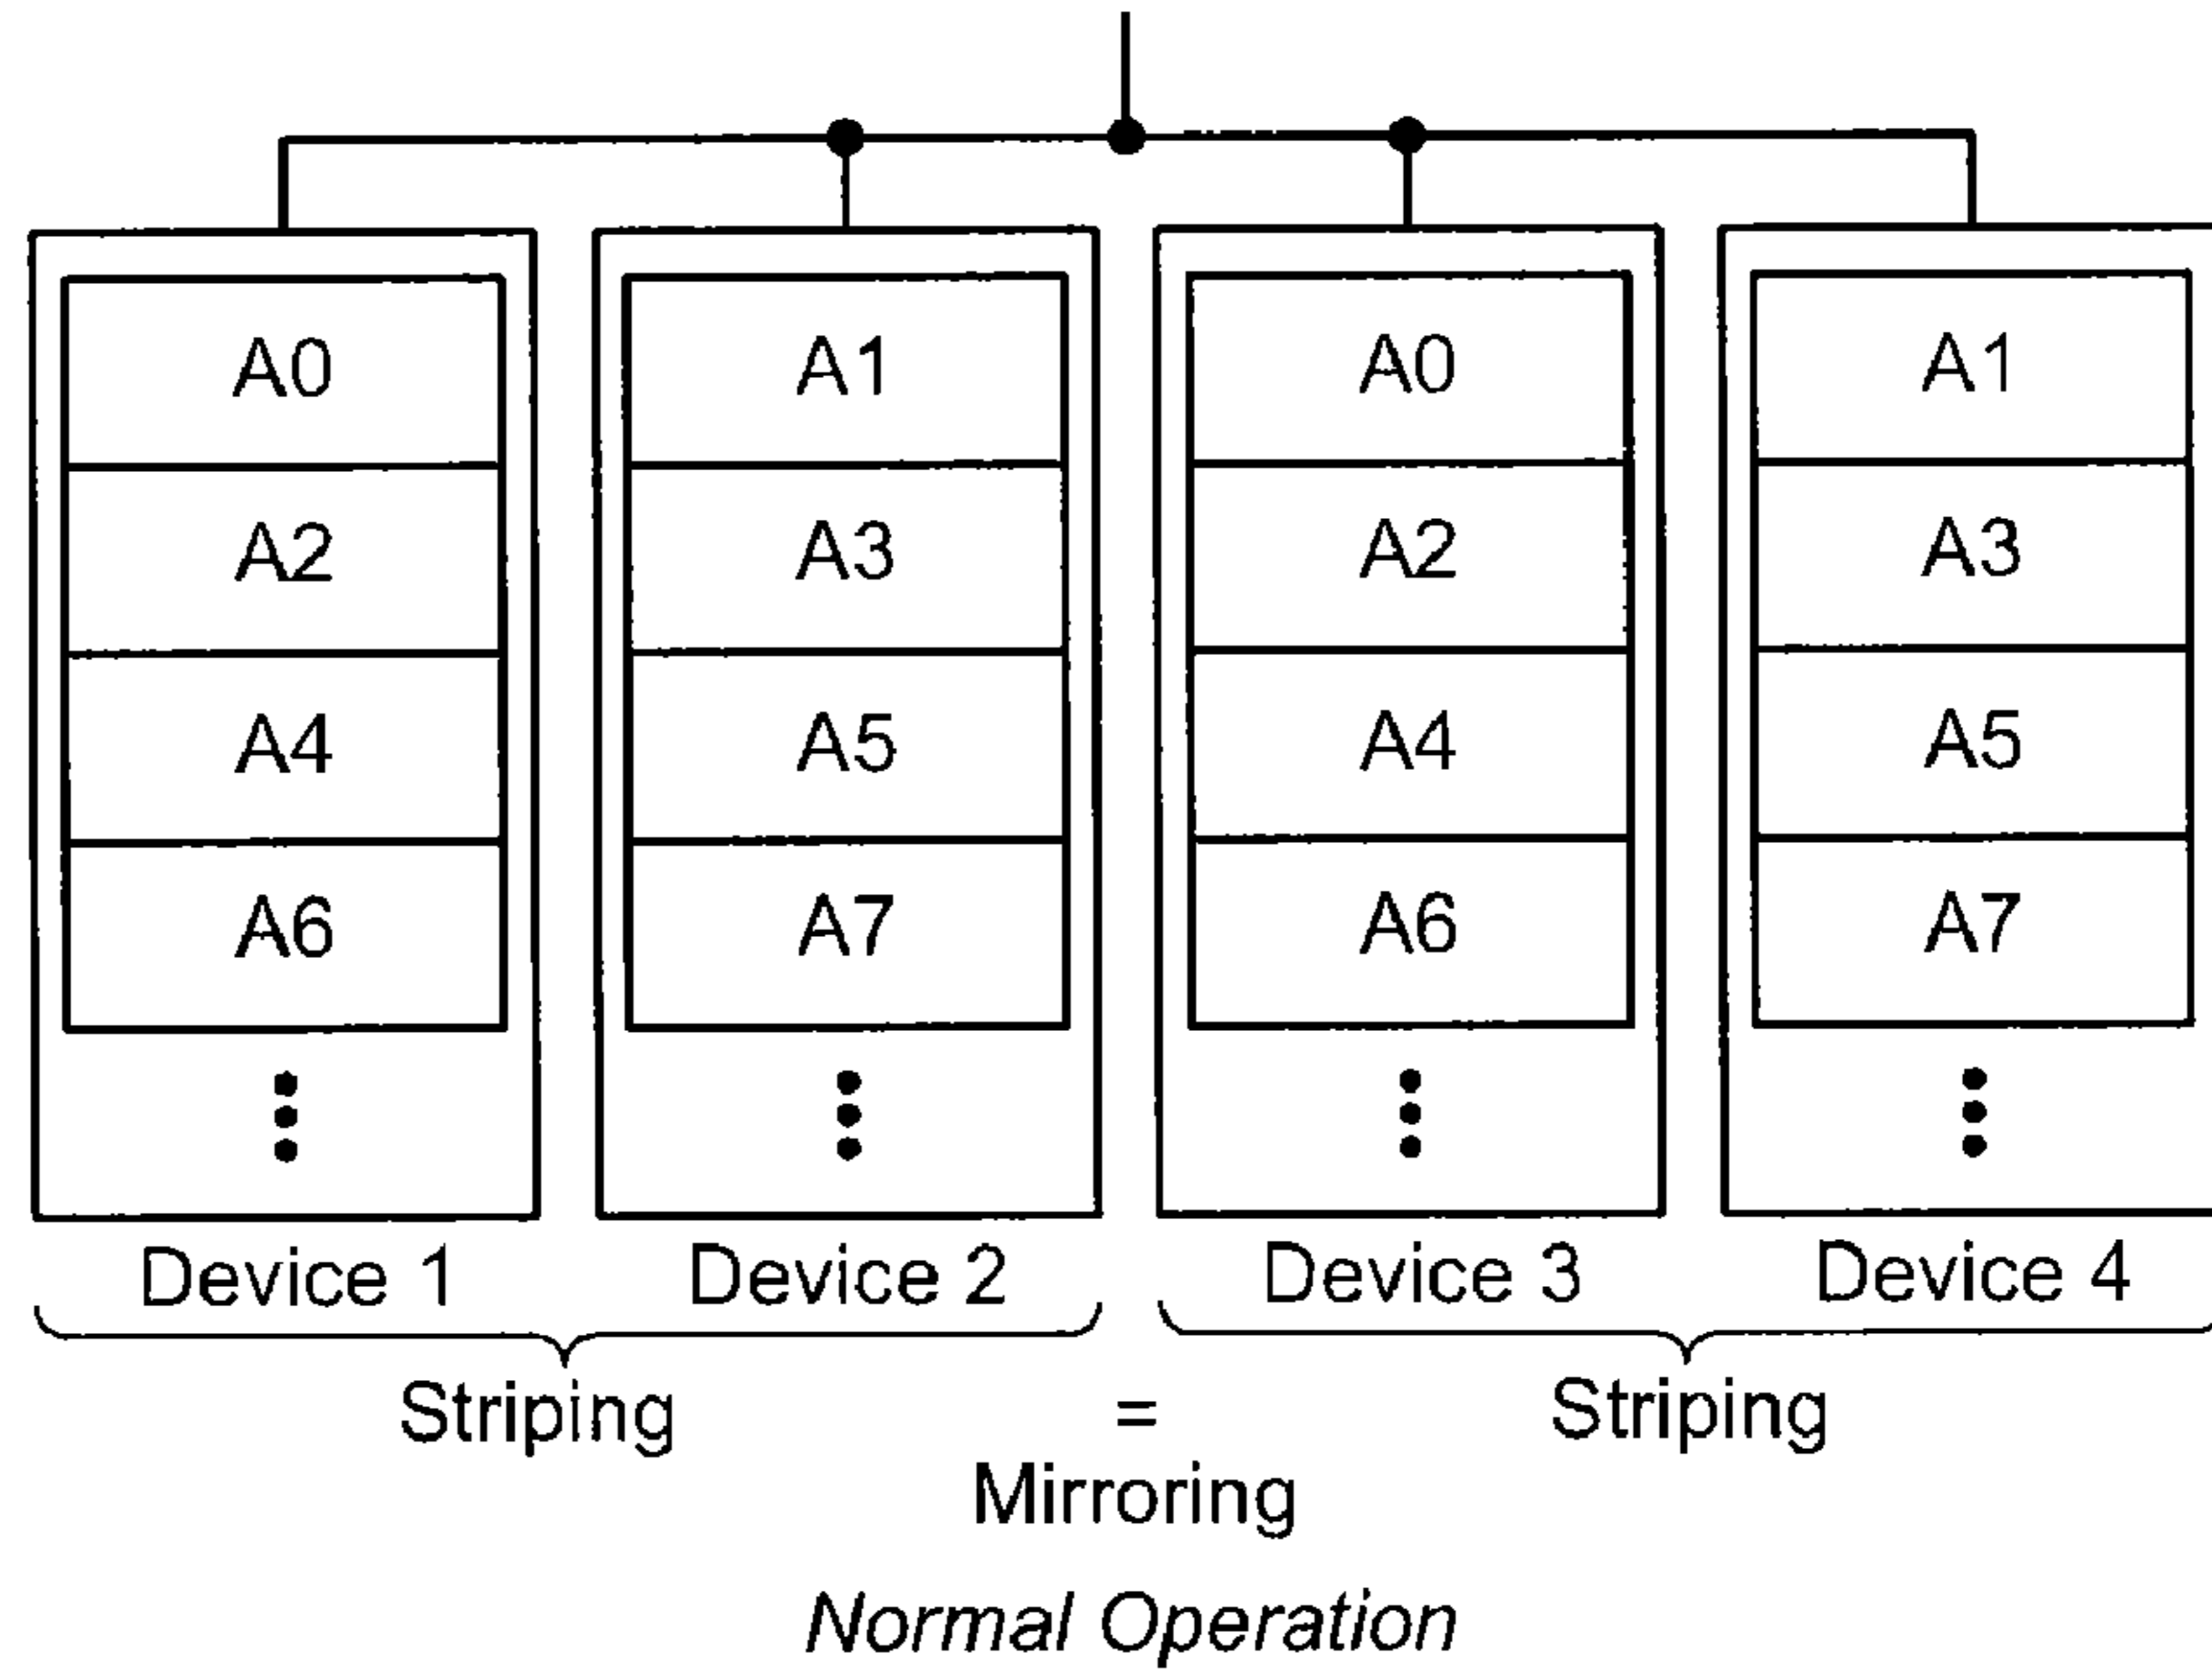 A0 A1 A0 A1
A2 A3 A2 A3
A4 A5 A4 A5
A6 A7 A6 A7
Device 1 Device 2 Device 3 Device 4
Striping = Striping
Mirroring
Normal Operation